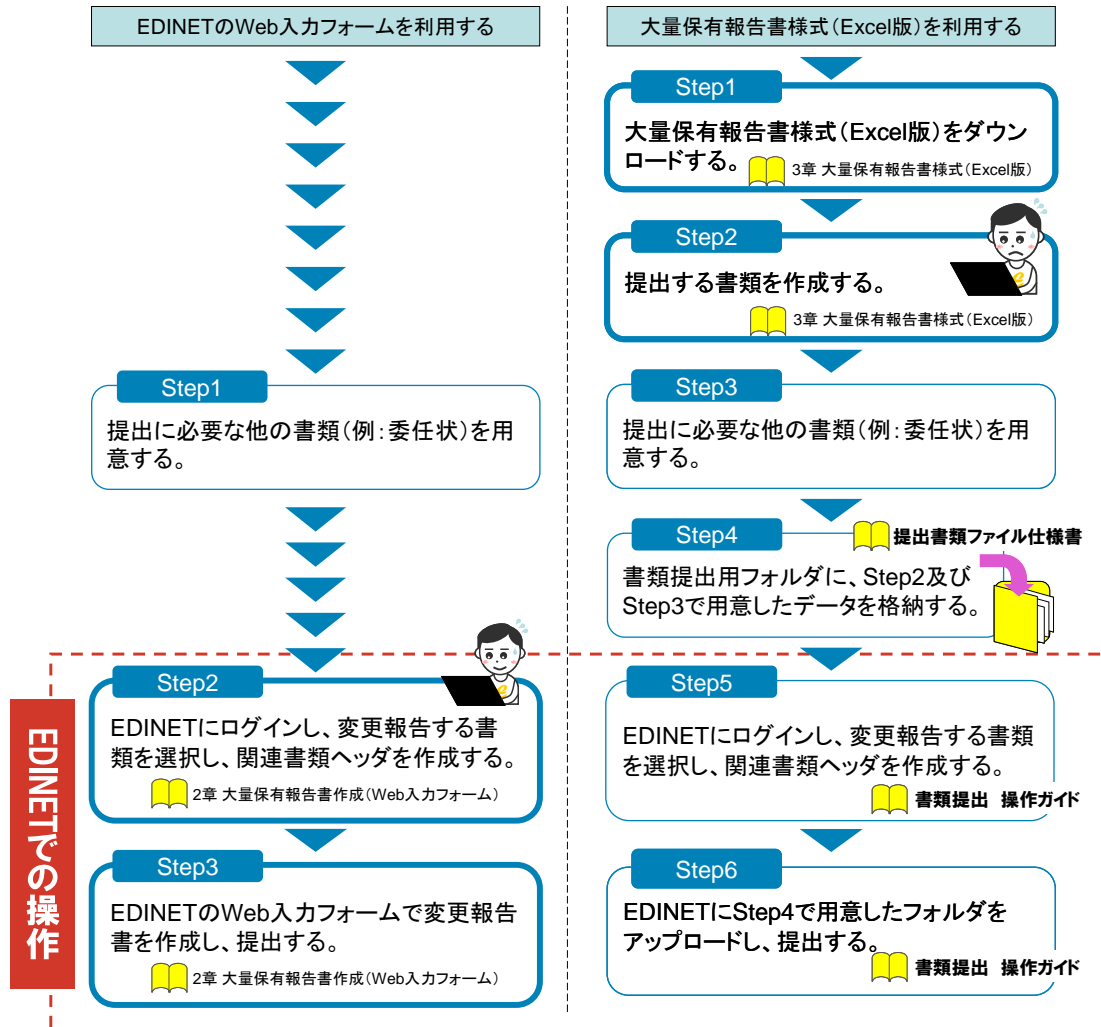 EDINETのWeb入力フォームを利用する
Step1
提出に必要な他の書類（例：委任状）を用
意する。
EDINETでの操作
Step2
EDINETにログインし、変更報告する書
類を選択し、関連書類ヘッダを作成する。
2章 大量保有報告書作成（Web入力フォーム）
Step3
EDINETのWeb入力フォームで変更報告
書を作成し、提出する。
2章 大量保有報告書作成（Web入力フォーム）
大量保有報告書様式（Excel版）を利用する
Step1
大量保有報告書様式（Excel版）をダウン
ロードする。
3章 大量保有報告書様式（Excel版）
Step2
提出する書類を作成する。
3章 大量保有報告書様式（Excel版）
Step3
提出に必要な他の書類（例：委任状）を用
意する。
Step4
提出書類ファイル仕様書
書類提出用フォルダに、Step2及び
Step3で用意したデータを格納する。
Step5
EDINETにログインし、変更報告する書類
を選択し、関連書類ヘッダを作成する。
書類提出　操作ガイド
Step6
EDINETにStep4で用意したフォルダを
アップロードし、提出する。
書類提出　操作ガイド